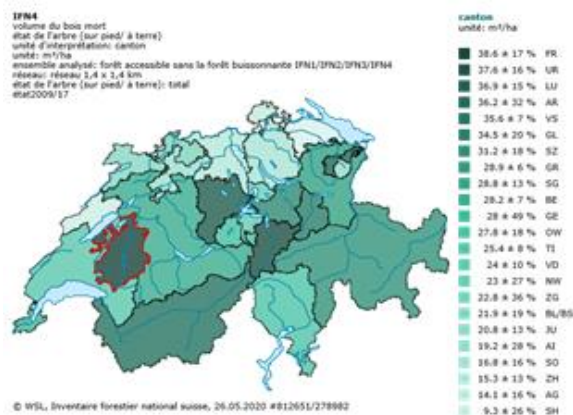 IFN4
volume du bois mort
état de l'arbre (sur pied/ à terre)
unité d'interprétation: canton
unité: m³/ha
ensemble analysé: forêt accessible sans la forêt buissonnante IFN1/IFN2/IFN3/IFN4
réseau: réseau 1,4 x 1,4 km
état de l'arbre (sur pied/ à terre): total
état2009/17
canton
unité: m³/ha
38.6 ± 17 % FR
37.6 ± 16 % UR
36.9 ± 15 % LU
36.2 ± 32 % AR
35.6 ± 7 % VS
34.5 ± 20 % GL
31.2 ± 18 % SZ
28.9 ± 6 % GR
28.8 ± 13 % SG
28.2 ± 7 % BE
28 ± 49 % GE
27.8 ± 18 % OW
25.4 ± 8 % TI
24 ± 10 % VD
23 ± 27 % NW
22.8 ± 36 % ZG
21.9 ± 19 % BL/BS
20.8 ± 13 % JU
19.2 ± 28 % AI
16.8 ± 16 % SO
15.3 ± 13 % ZH
14.1 ± 16 % AG
9.3 ± 26 % SH
© WSL, Inventaire forestier national suisse, 26.05.2020 #812651/278982